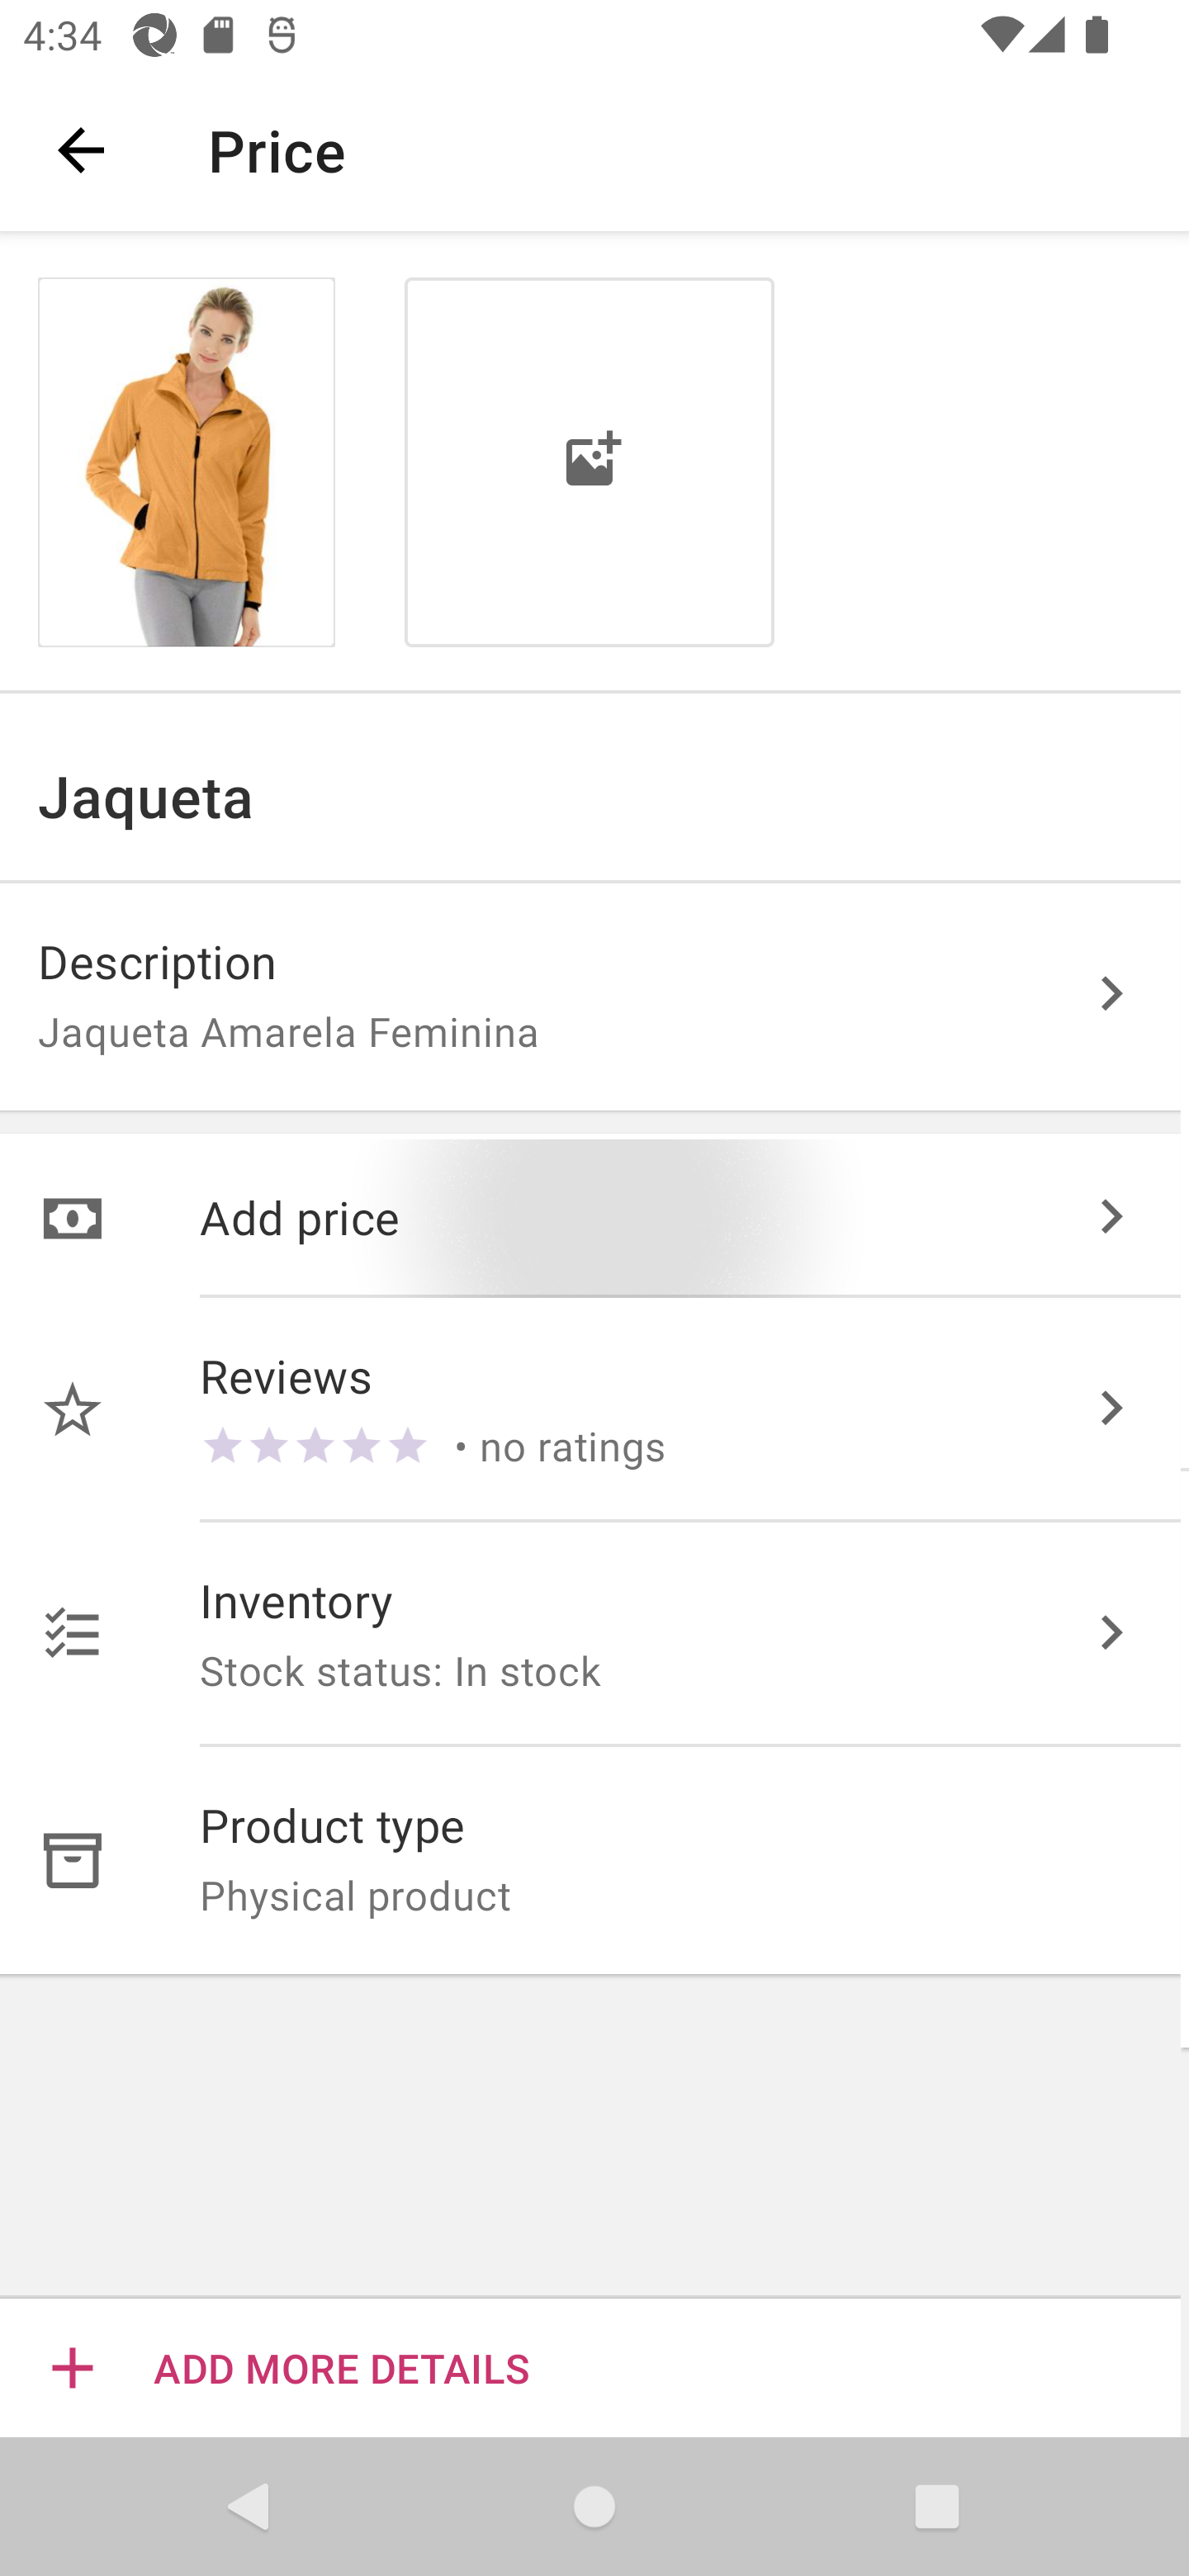 4:34
Price
Jaqueta
Description
Jaqueta Amarela Feminina
Add price
Reviews
• no ratings
Inventory
Stock status: In stock
Product type
Physical product
ADD MORE DETAILS